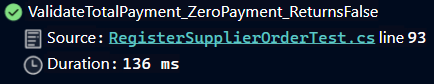 ValidateTotalPayment_ZeroPayment_ReturnsFalse
Source: RegisterSupplierOrderTest.cs line 93
Duration: 136 ms